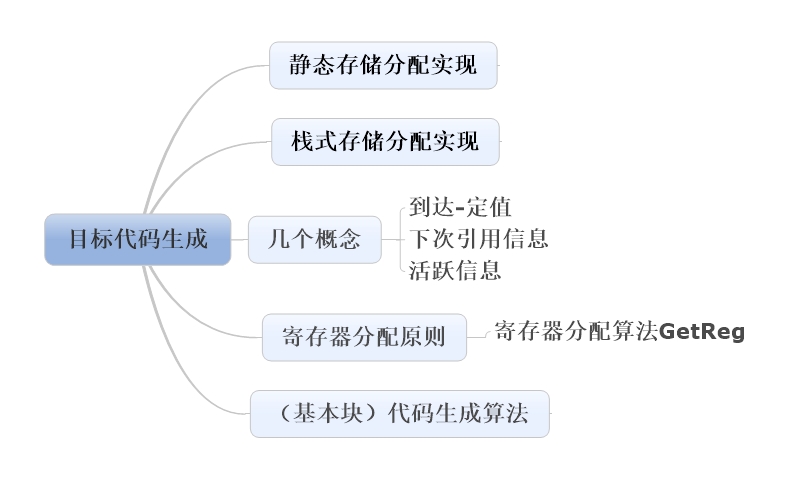 静态存储分配实现
栈式存储分配实现
目标代码生成
几个概念
到达-定值
下次引用信息
活跃信息
寄存器分配原则
寄存器分配算法GetReg
（基本块）代码生成算法